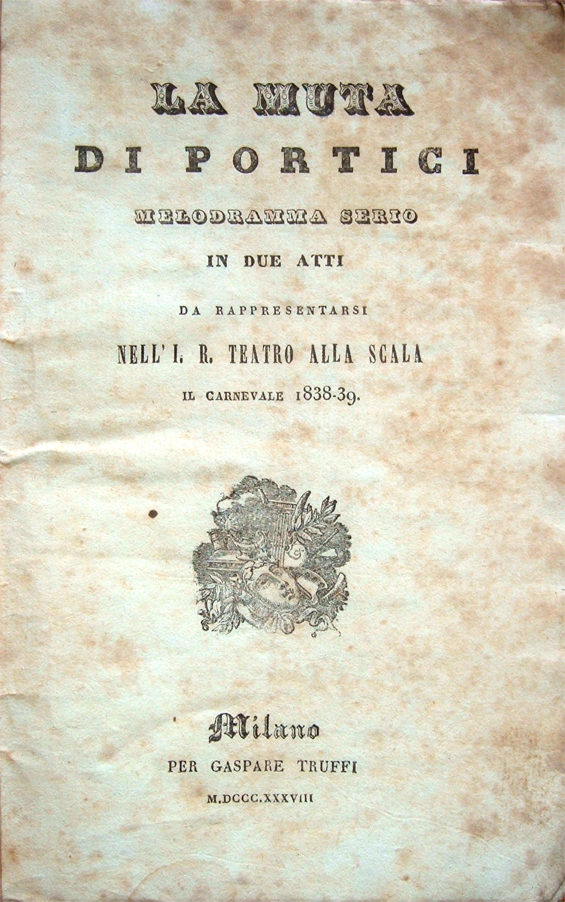 LA MUTA
DI PORTICI
MELODRAMMA SERIO
IN DUE ATTI
DA RAPPRESENTARSI
NELL' I. R. TEATRO ALLA SCALA
IL CARNEVALE 1838-39.
Milano
PER GASPARE TRUFFI
M.DCCC.XXXVIII